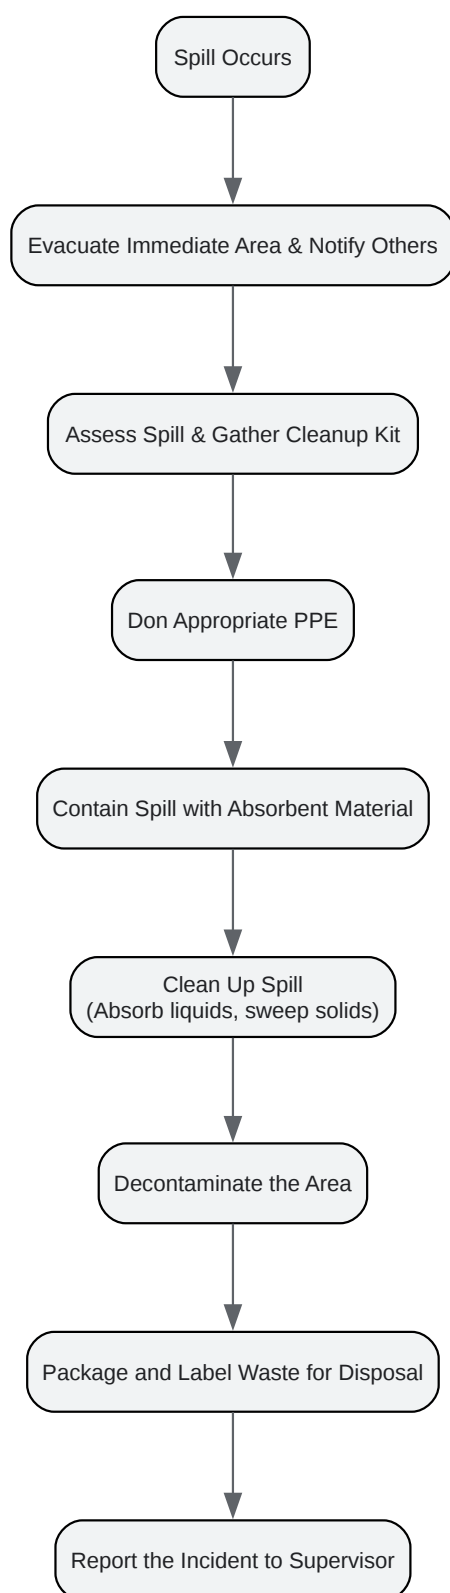 Spill Occurs
Evacuate Immediate Area & Notify Others
Assess Spill & Gather Cleanup Kit
Don Appropriate PPE
Contain Spill with Absorbent Material
Clean Up Spill
(Absorb liquids, sweep solids)
Decontaminate the Area
Package and Label Waste for Disposal
Report the Incident to Supervisor